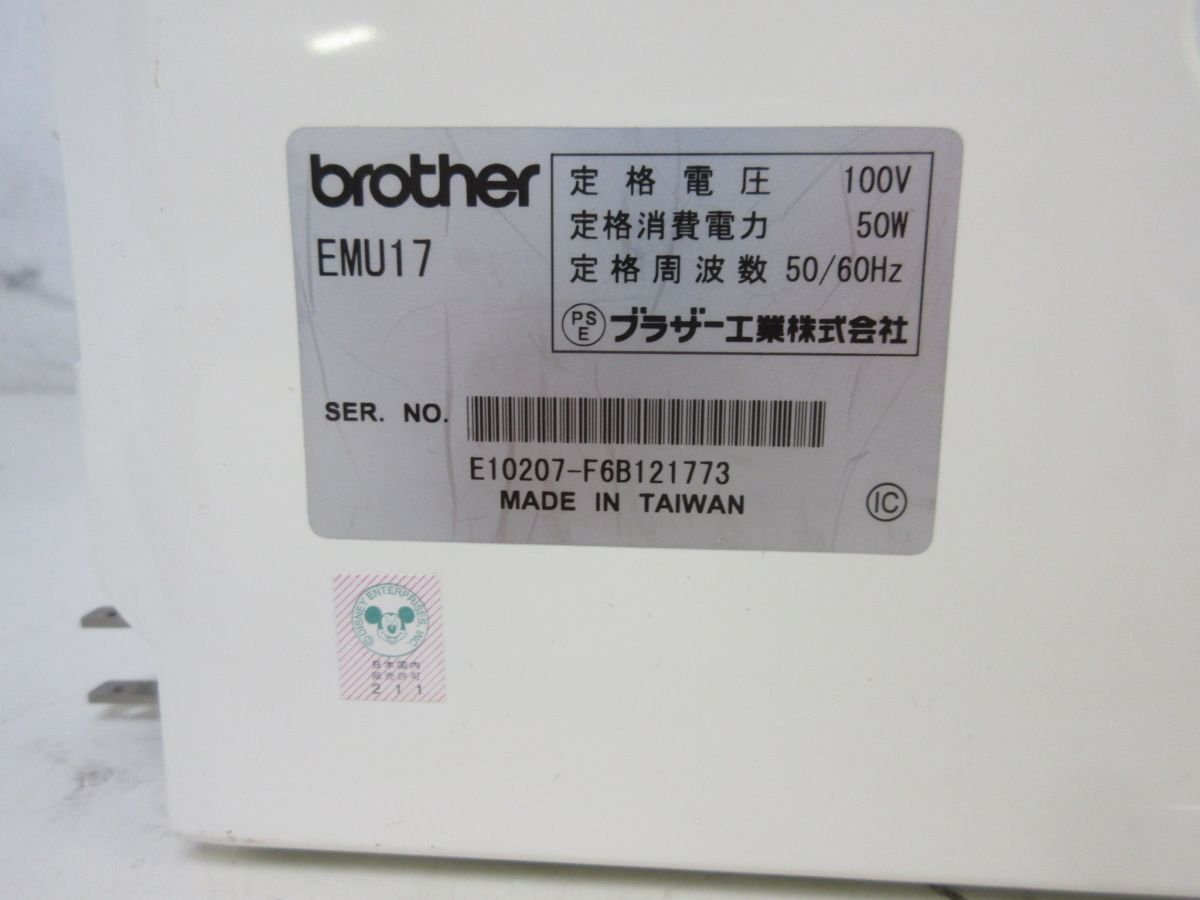 brother
EMU17
定格電圧 100V
定格消費電力 50W
定格周波数 50/60Hz
PS
E
ブラザー工業株式会社
SER. NO.
E10207-F6B121773
MADE IN TAIWAN
IC
©DISNEY ENTERPRISES, INC.
日本国内
販売許可
211